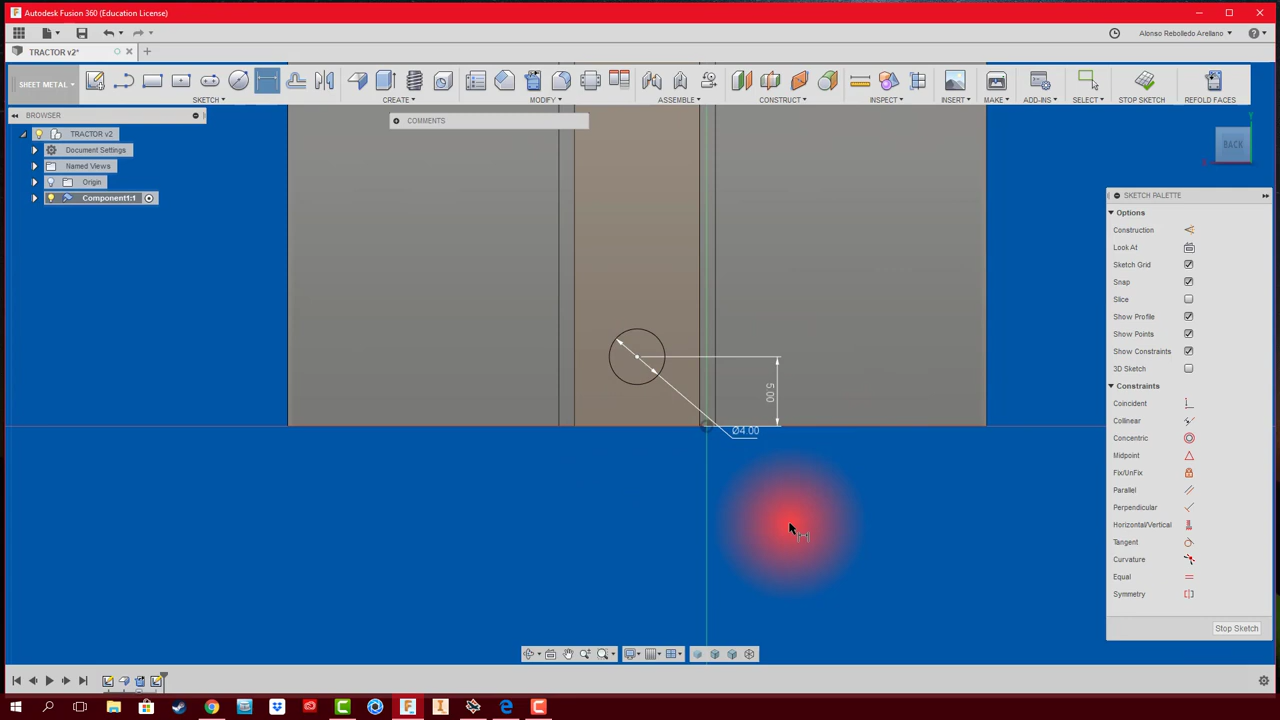 Autodesk Fusion 360 (Education License)
Alonso Rebolledo Arellano
TRACTOR v2*
SHEET METAL
SKETCH
CREATE
MODIFY
ASSEMBLE
CONSTRUCT
INSPECT
INSERT
MAKE
ADD-INS
SELECT
STOP SKETCH
REFOLD FACES
BROWSER
COMMENTS
TRACTOR v2
Document Settings
Named Views
Origin
Component1:1
Y
BACK
SKETCH PALETTE
Options
Construction
Look At
Sketch Grid
Snap
Slice
Show Profile
Show Points
Show Constraints
3D Sketch
Constraints
Coincident
Collinear
Concentric
Midpoint
Fix/UnFix
Parallel
Perpendicular
Horizontal/Vertical
Tangent
Curvature
Equal
Symmetry
Stop Sketch
5.00
Ø4.00